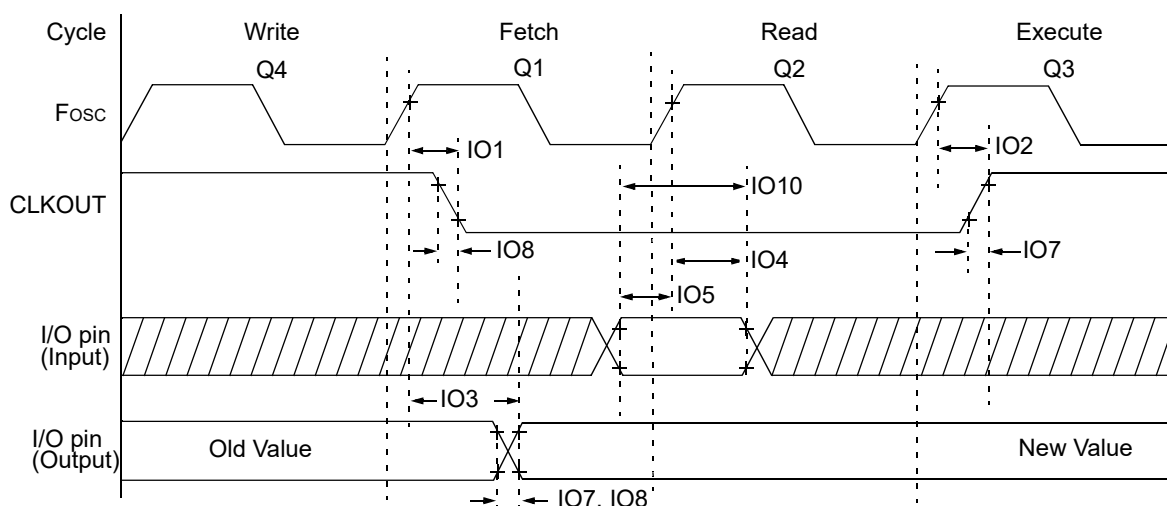 Cycle Write Fetch Read Execute
Q4 Q1 Q2 Q3
Fosc
IO1 IO2
IO10
CLKOUT
IO8 IO4 IO7
IO5
I/O pin
(Input)
IO3
I/O pin
(Output)
Old Value New Value
IO7, IO8